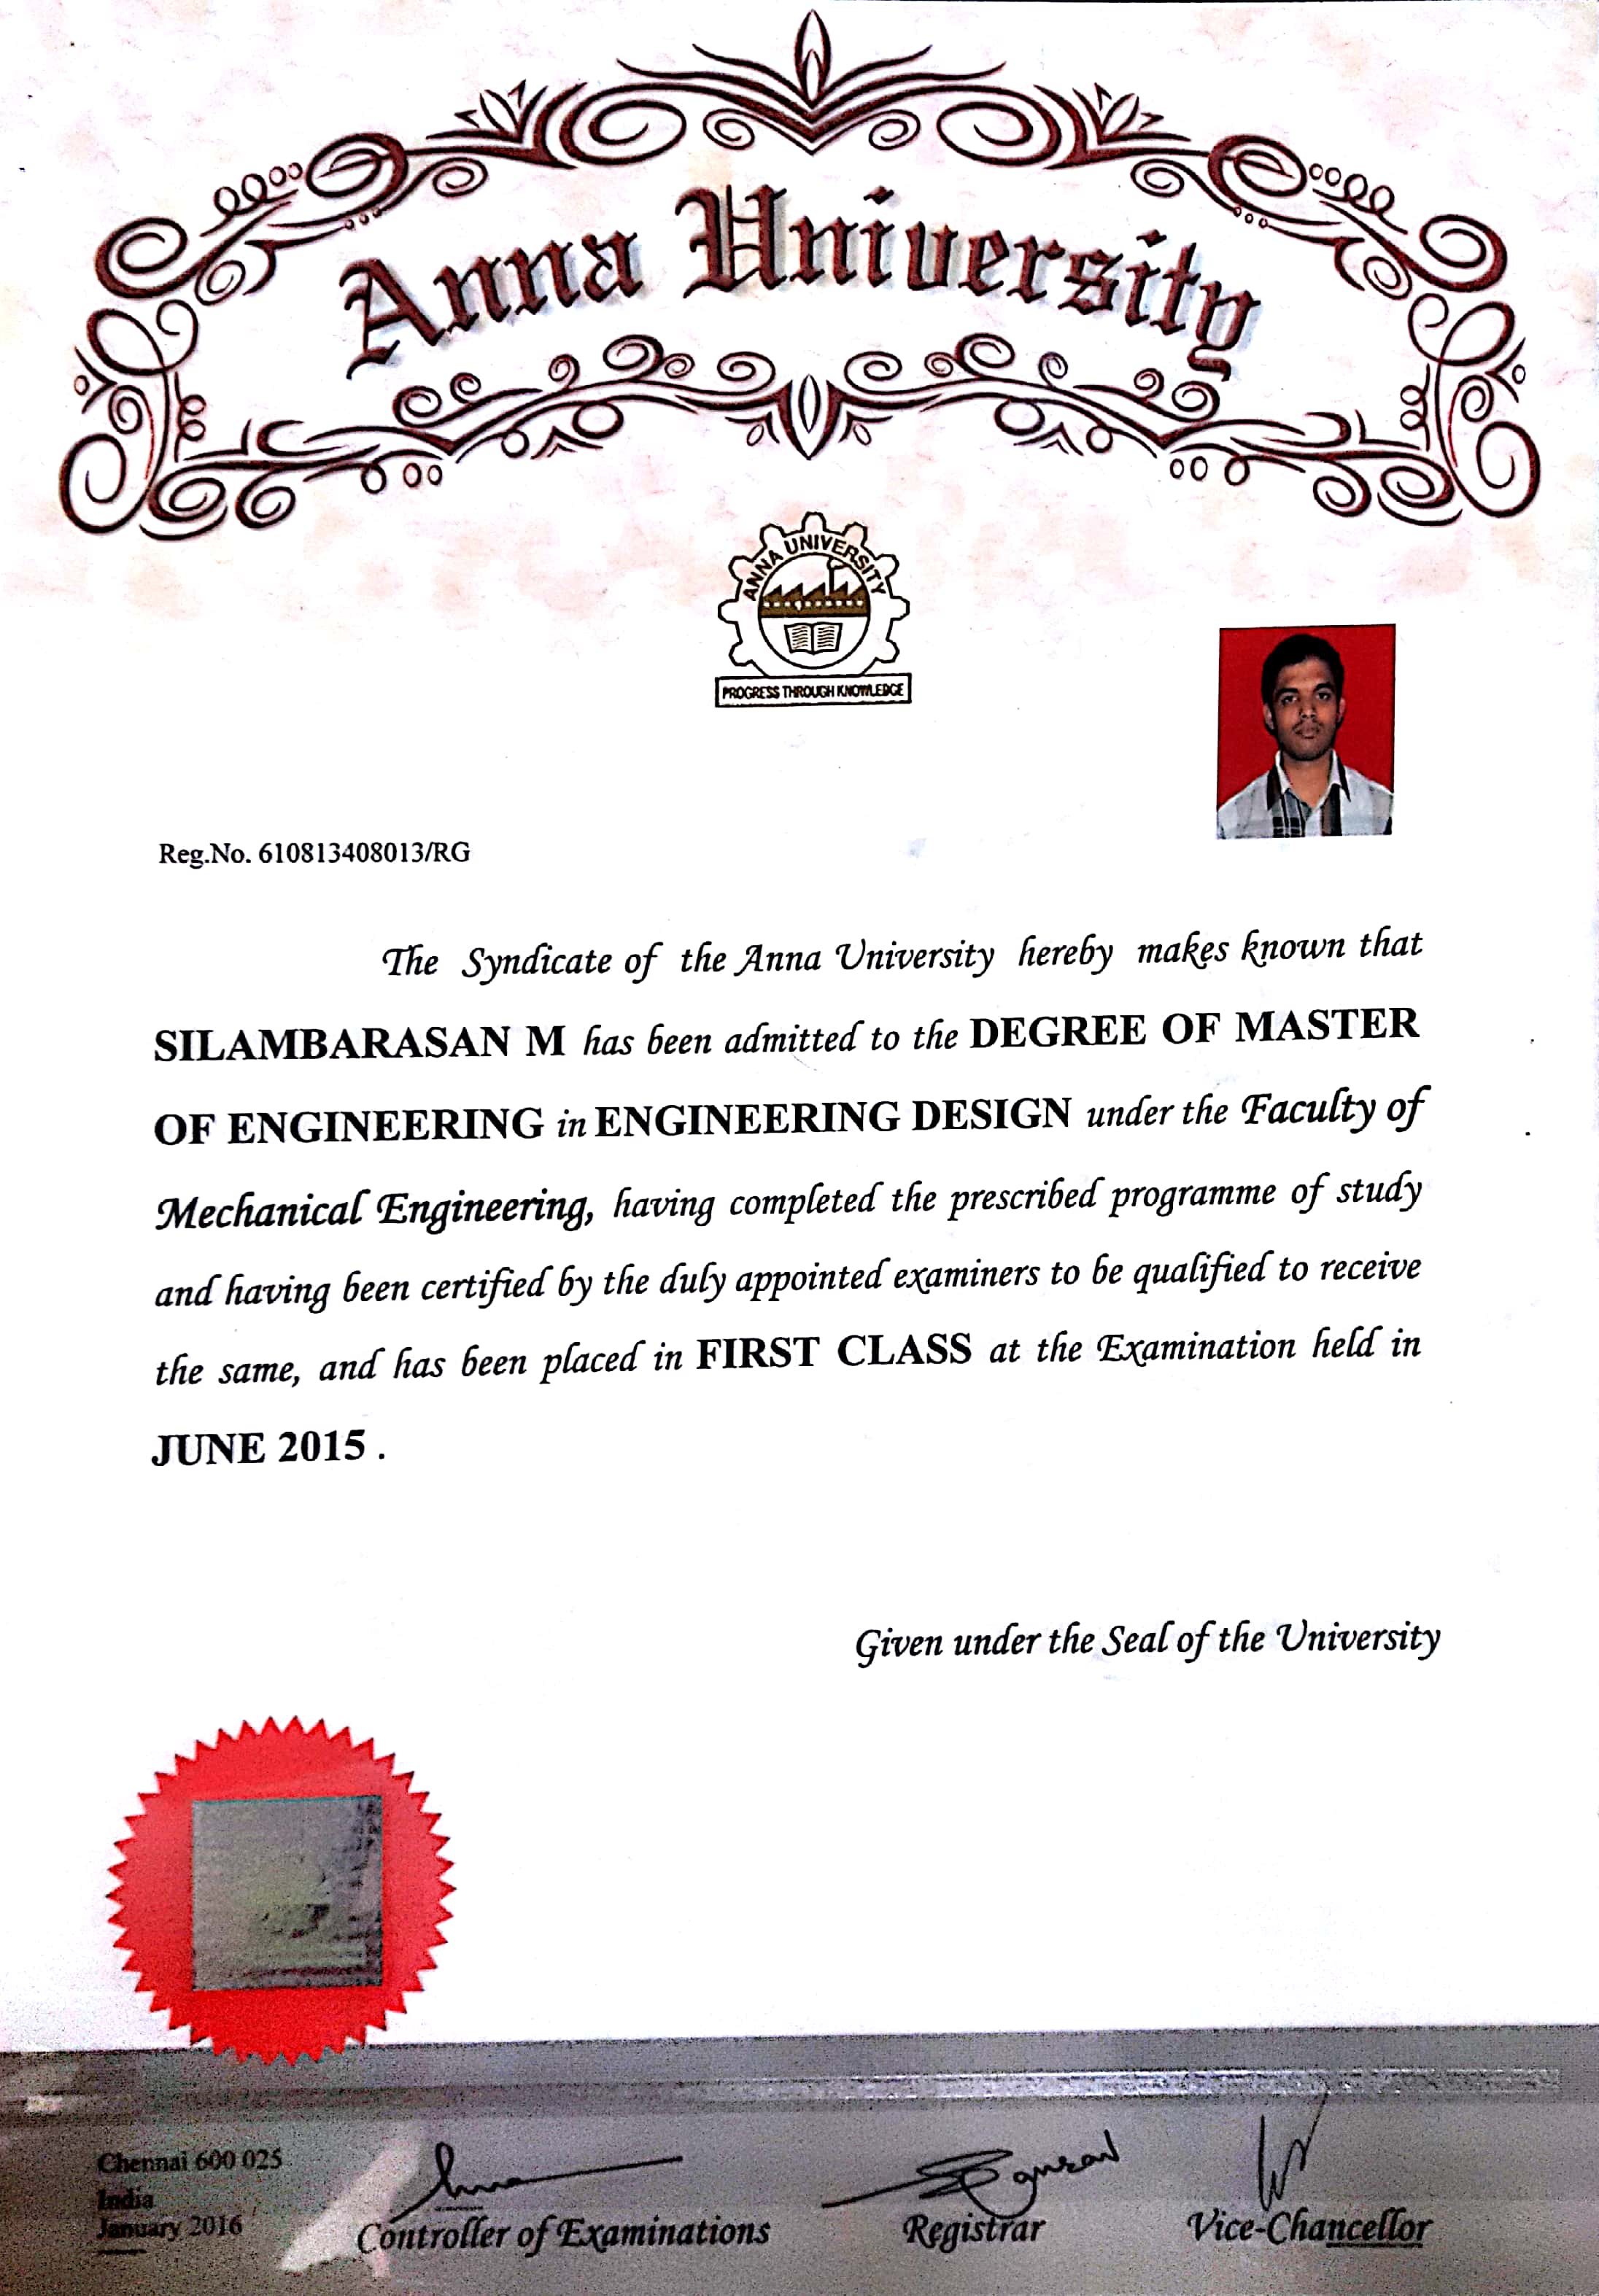 Anna University
ANNA UNIVERSITY
PROGRESS THROUGH KNOWLEDGE
Reg.No. 610813408013/RG
The Syndicate of the Anna University hereby makes known that
SILAMBARASAN M has been admitted to the DEGREE OF MASTER
OF ENGINEERING in ENGINEERING DESIGN under the Faculty of
Mechanical Engineering, having completed the prescribed programme of study
and having been certified by the duly appointed examiners to be qualified to receive
the same, and has been placed in FIRST CLASS at the Examination held in
JUNE 2015 .
Given under the Seal of the University
Chennai 600 025
India
January 2016
Controller of Examinations
Registrar
Vice-Chancellor